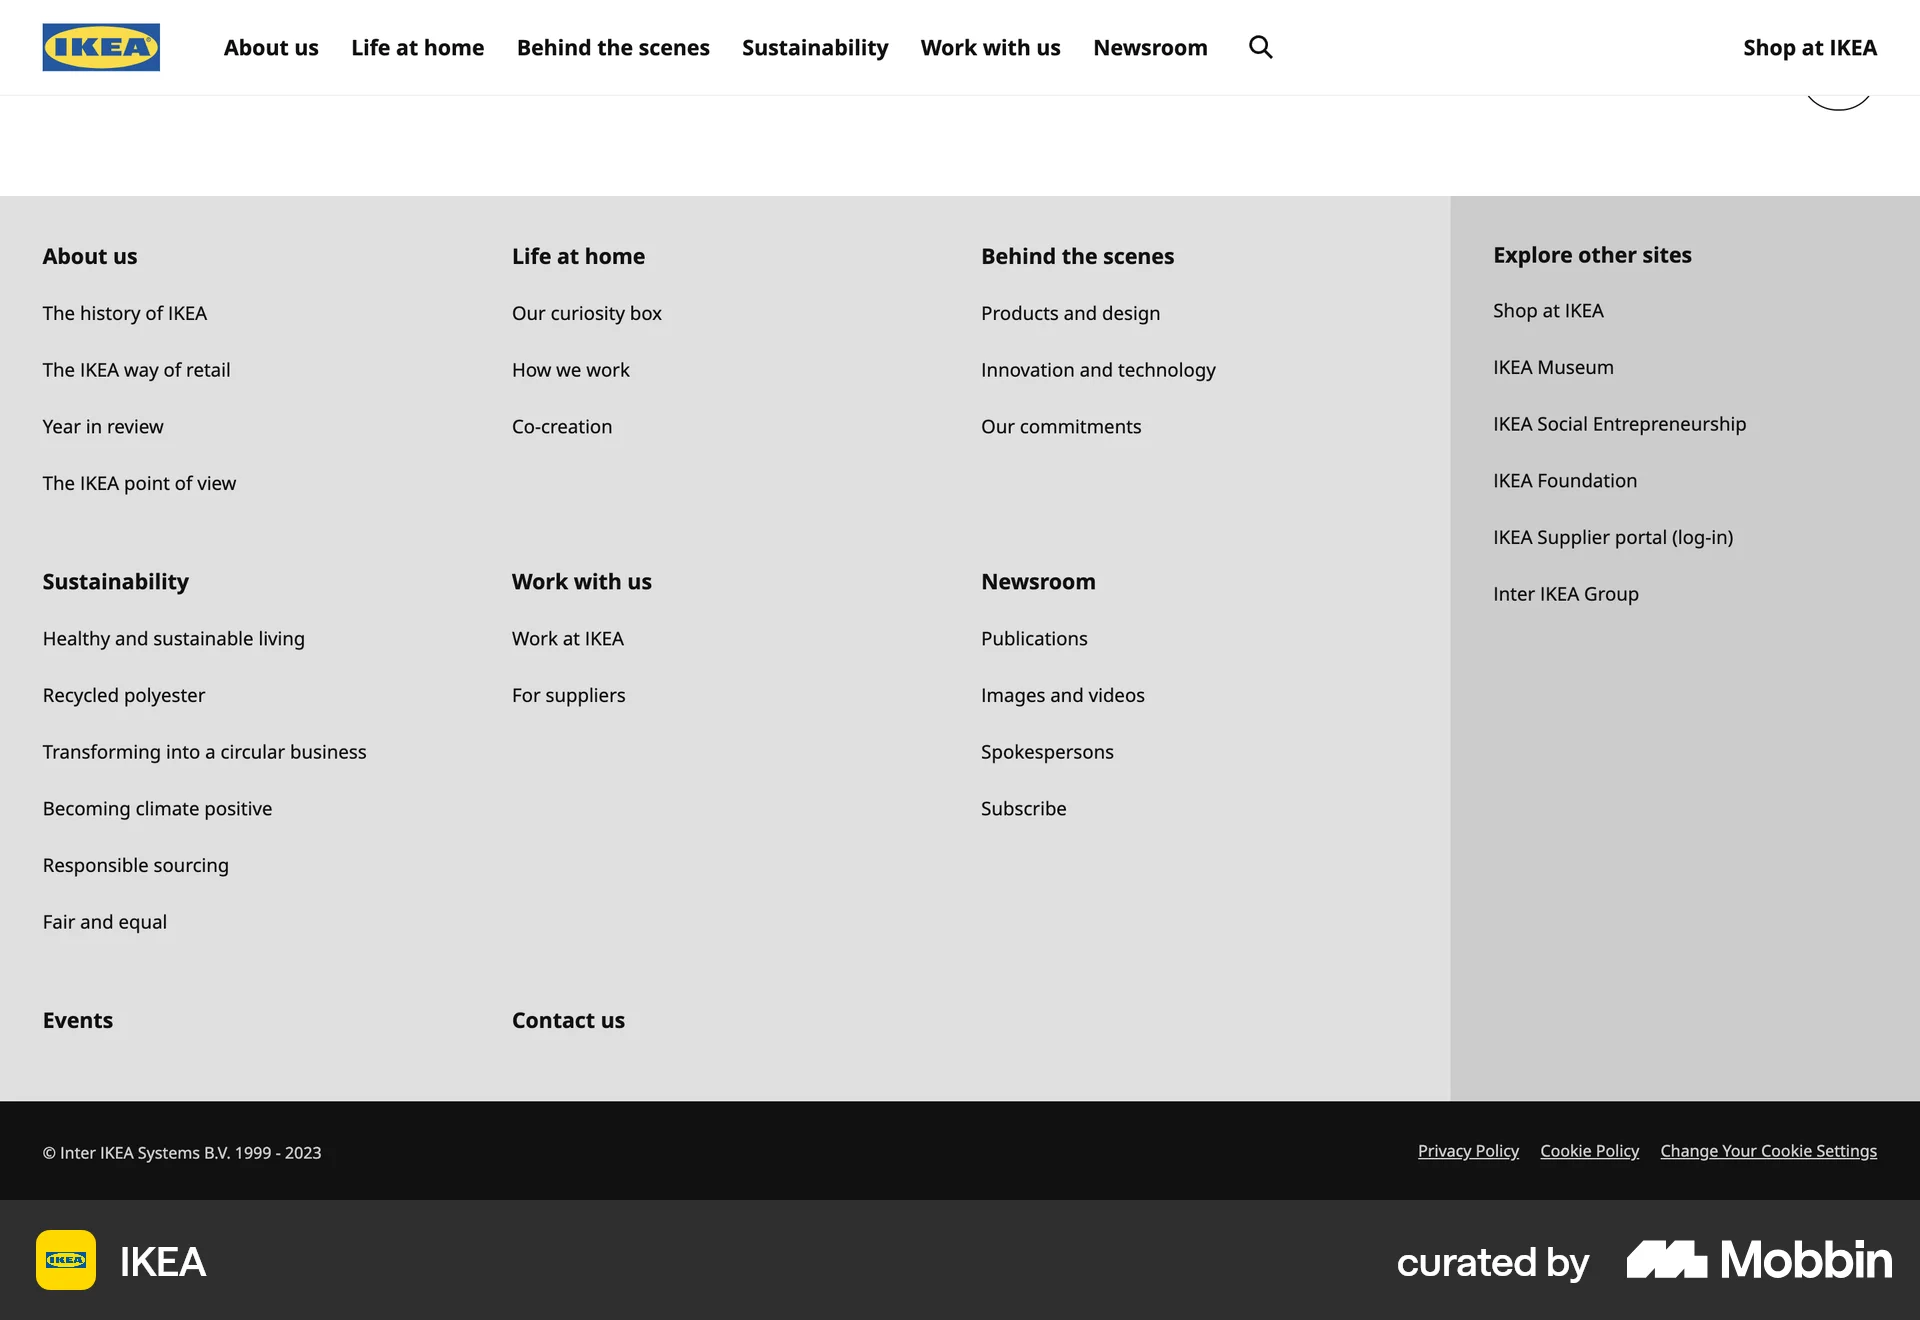 IKEA
About us
Life at home
Behind the scenes
Sustainability
Work with us
Newsroom
Shop at IKEA
About us
The history of IKEA
The IKEA way of retail
Year in review
The IKEA point of view
Life at home
Our curiosity box
How we work
Co-creation
Behind the scenes
Products and design
Innovation and technology
Our commitments
Sustainability
Healthy and sustainable living
Recycled polyester
Transforming into a circular business
Becoming climate positive
Responsible sourcing
Fair and equal
Work with us
Work at IKEA
For suppliers
Newsroom
Publications
Images and videos
Spokespersons
Subscribe
Events
Contact us
Explore other sites
Shop at IKEA
IKEA Museum
IKEA Social Entrepreneurship
IKEA Foundation
IKEA Supplier portal (log-in)
Inter IKEA Group
© Inter IKEA Systems B.V. 1999 - 2023
Privacy Policy
Cookie Policy
Change Your Cookie Settings
IKEA
IKEA
curated by
Mobbin